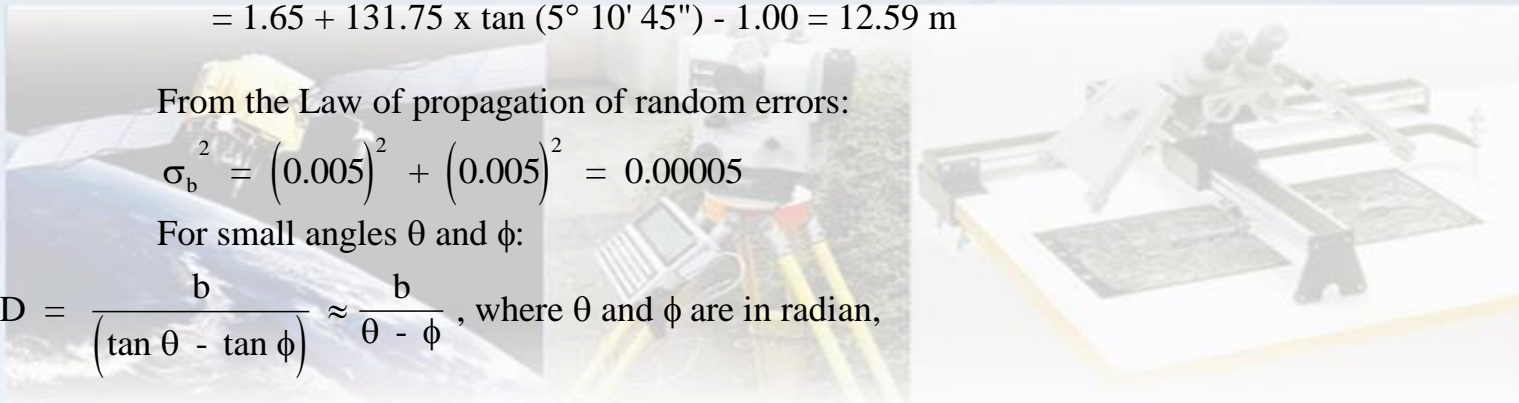 = 1.65 + 131.75 x tan (5° 10' 45") - 1.00 = 12.59 m
From the Law of propagation of random errors:
σ_b² = (0.005)² + (0.005)² = 0.00005
For small angles θ and ϕ:
D = b / (tan θ - tan ϕ) ≈ b / (θ - ϕ) , where θ and ϕ are in radian,